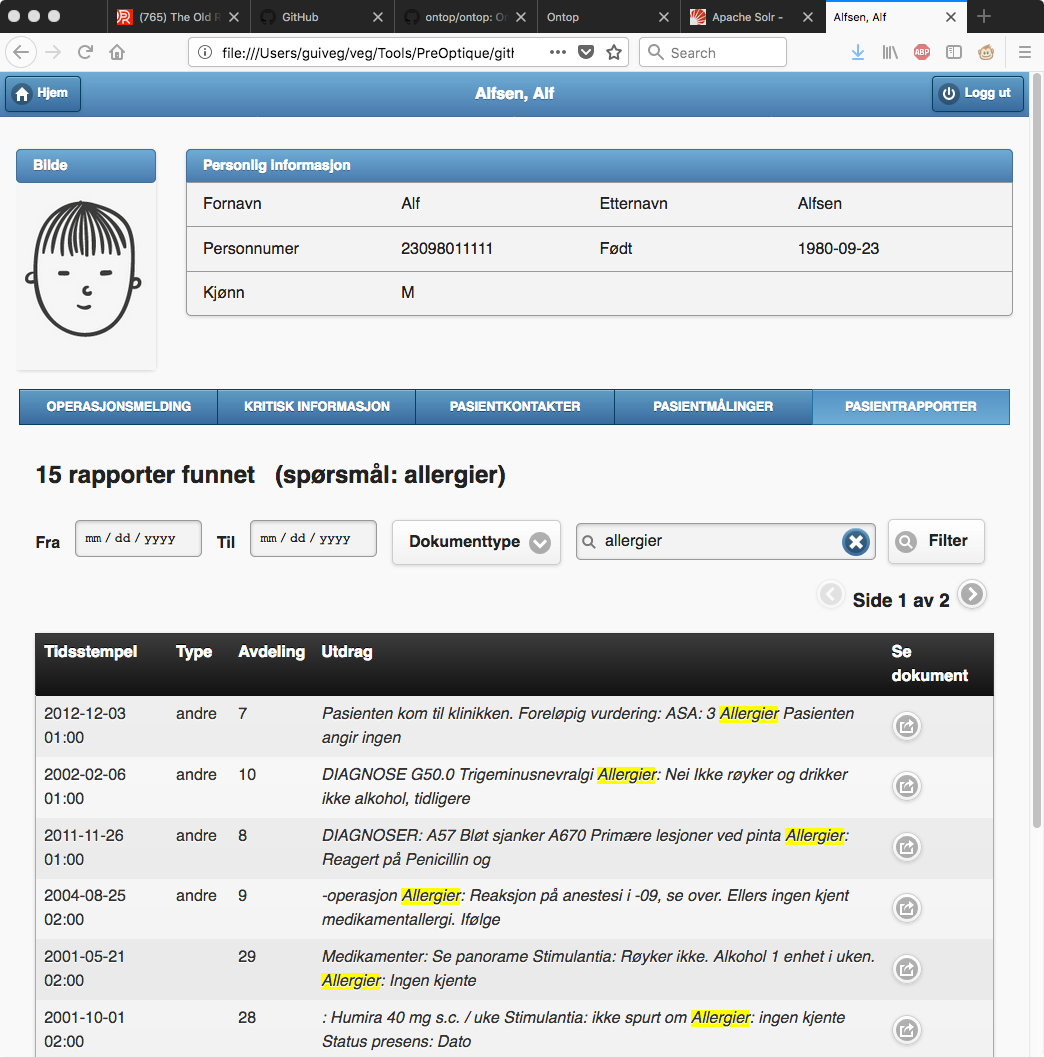 (765) The Old R
GitHub
ontop/ontop: O
Ontop
Apache Solr -
Alfsen, Alf
file:///Users/guiveg/veg/Tools/PreOptique/gith
Search
ABP
Hjem
Alfsen, Alf
Logg ut
Bilde
Personlig informasjon
Fornavn Alf Etternavn Alfsen
Personnumer 23098011111 Født 1980-09-23
Kjønn M
OPERASJONSMELDING KRITISK INFORMASJON PASIENTKONTAKTER PASIENTMÅLINGER PASIENTRAPPORTER
15 rapporter funnet (spørsmål: allergier)
Fra mm / dd / yyyy Til mm / dd / yyyy Dokumenttype allergier Filter
Side 1 av 2
Tidsstempel Type Avdeling Utdrag Se
dokument
2012-12-03 andre 7 Pasienten kom til klinikken. Foreløpig vurdering: ASA: 3 Allergier Pasienten
01:00 angir ingen
2002-02-06 andre 10 DIAGNOSE G50.0 Trigeminusnevralgi Allergier: Nei Ikke røyker og drikker
01:00 ikke alkohol, tidligere
2011-11-26 andre 8 DIAGNOSER: A57 Bløt sjanker A670 Primære lesjoner ved pinta Allergier:
01:00 Reagert på Penicillin og
2004-08-25 andre 9 -operasjon Allergier: Reaksjon på anestesi i -09, se over. Ellers ingen kjent
02:00 medikamentallergi. Ifølge
2001-05-21 29 Medikamenter: Se panorame Stimulantia: Røyker ikke. Alkohol 1 enhet i uken.
02:00 Allergier: Ingen kjente
2001-10-01 28 : Humira 40 mg s.c. / uke Stimulantia: ikke spurt om Allergier: ingen kjente
02:00 Status presens: Dato